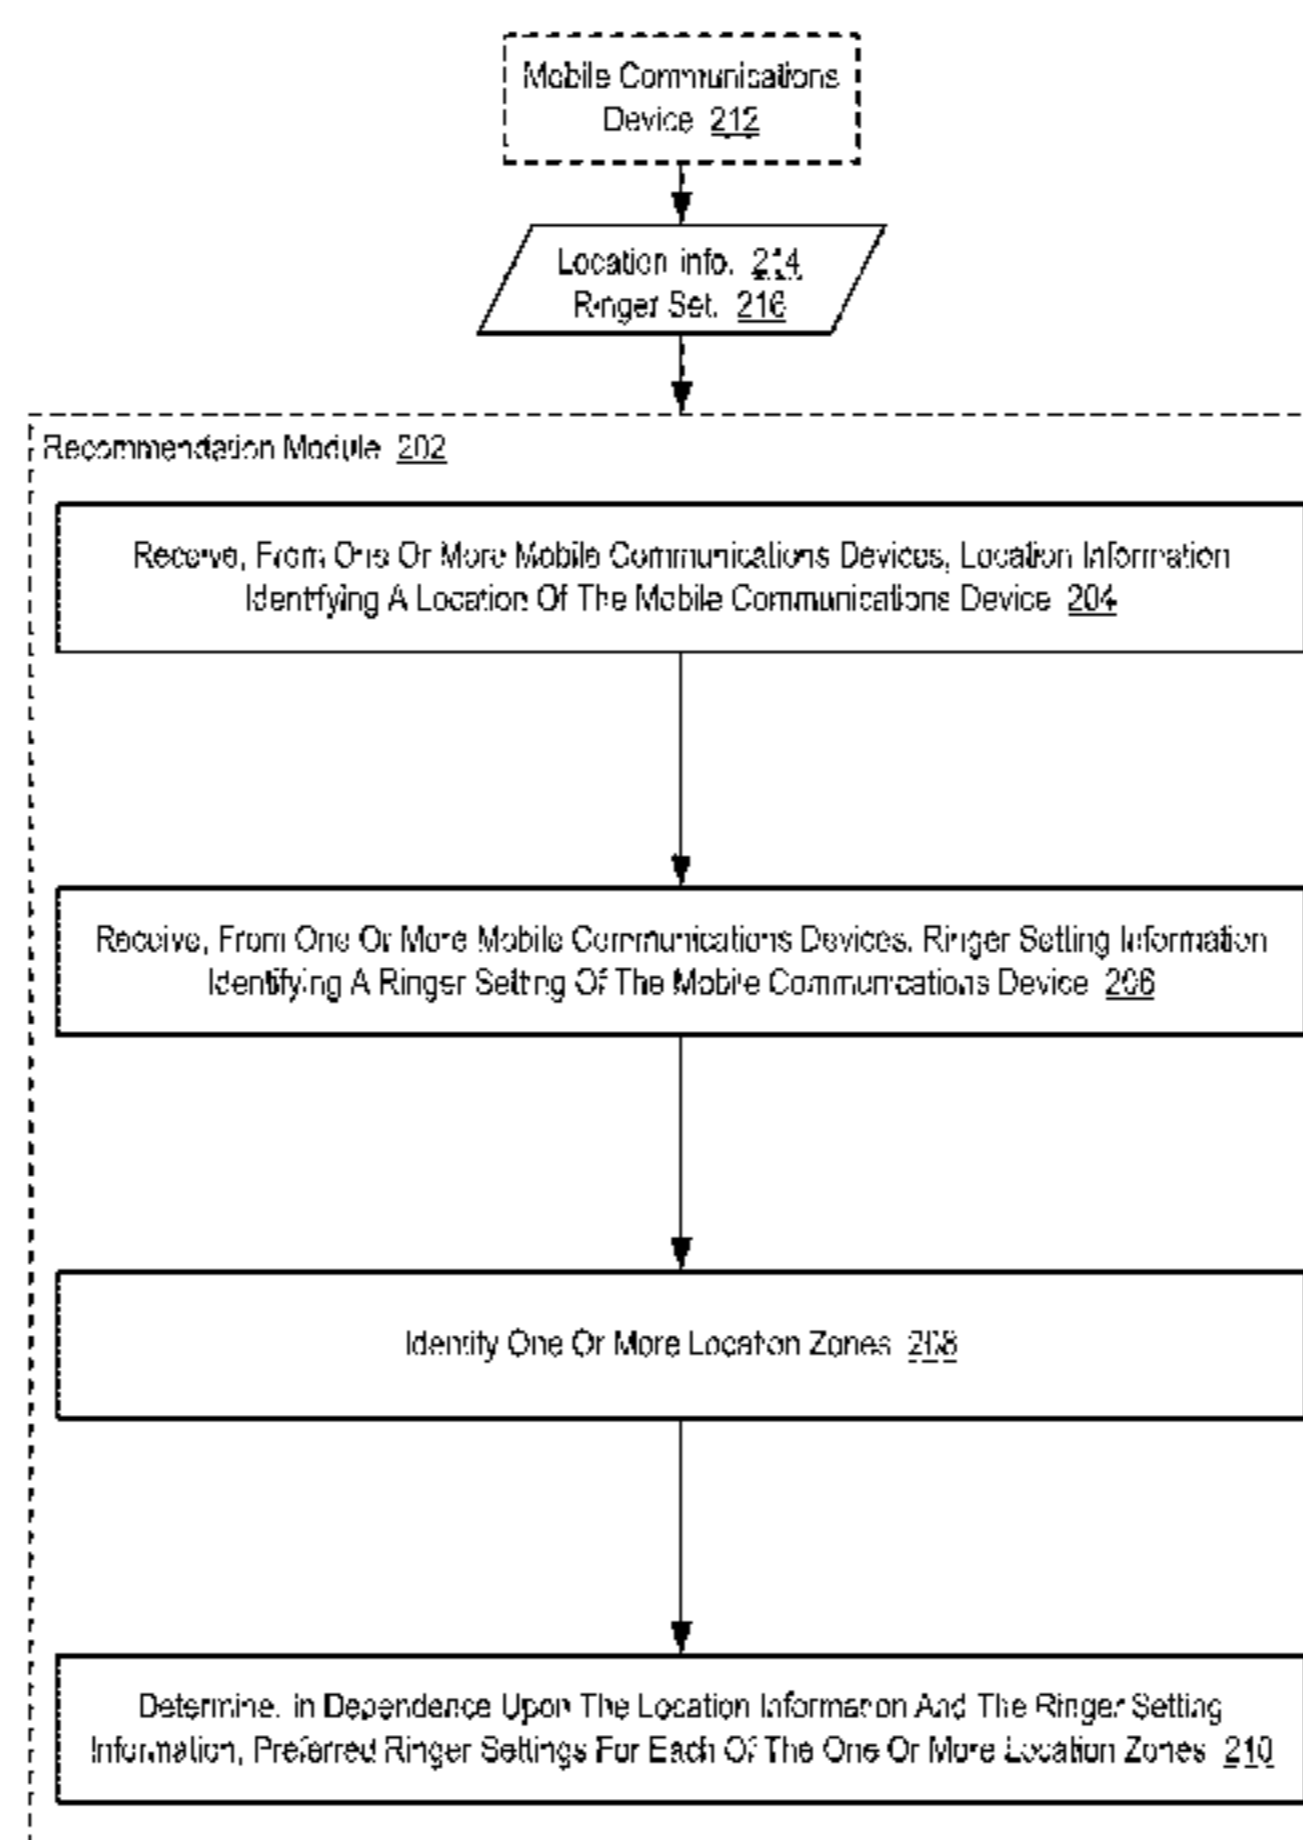 Mobile Communications
Device 212
Location info. 214
Ringer Set. 216
Recommendation Module 202
Receive, From One Or More Mobile Communications Devices, Location Information
Identifying A Location Of The Mobile Communications Device 204
Receive, From One Or More Mobile Communications Devices, Ringer Setting Information
Identifying A Ringer Setting Of The Mobile Communications Device 206
Identify One Or More Location Zones 208
Determine, in Dependence Upon The Location Information And The Ringer Setting
Information, Preferred Ringer Settings For Each Of The One Or More Location Zones 210